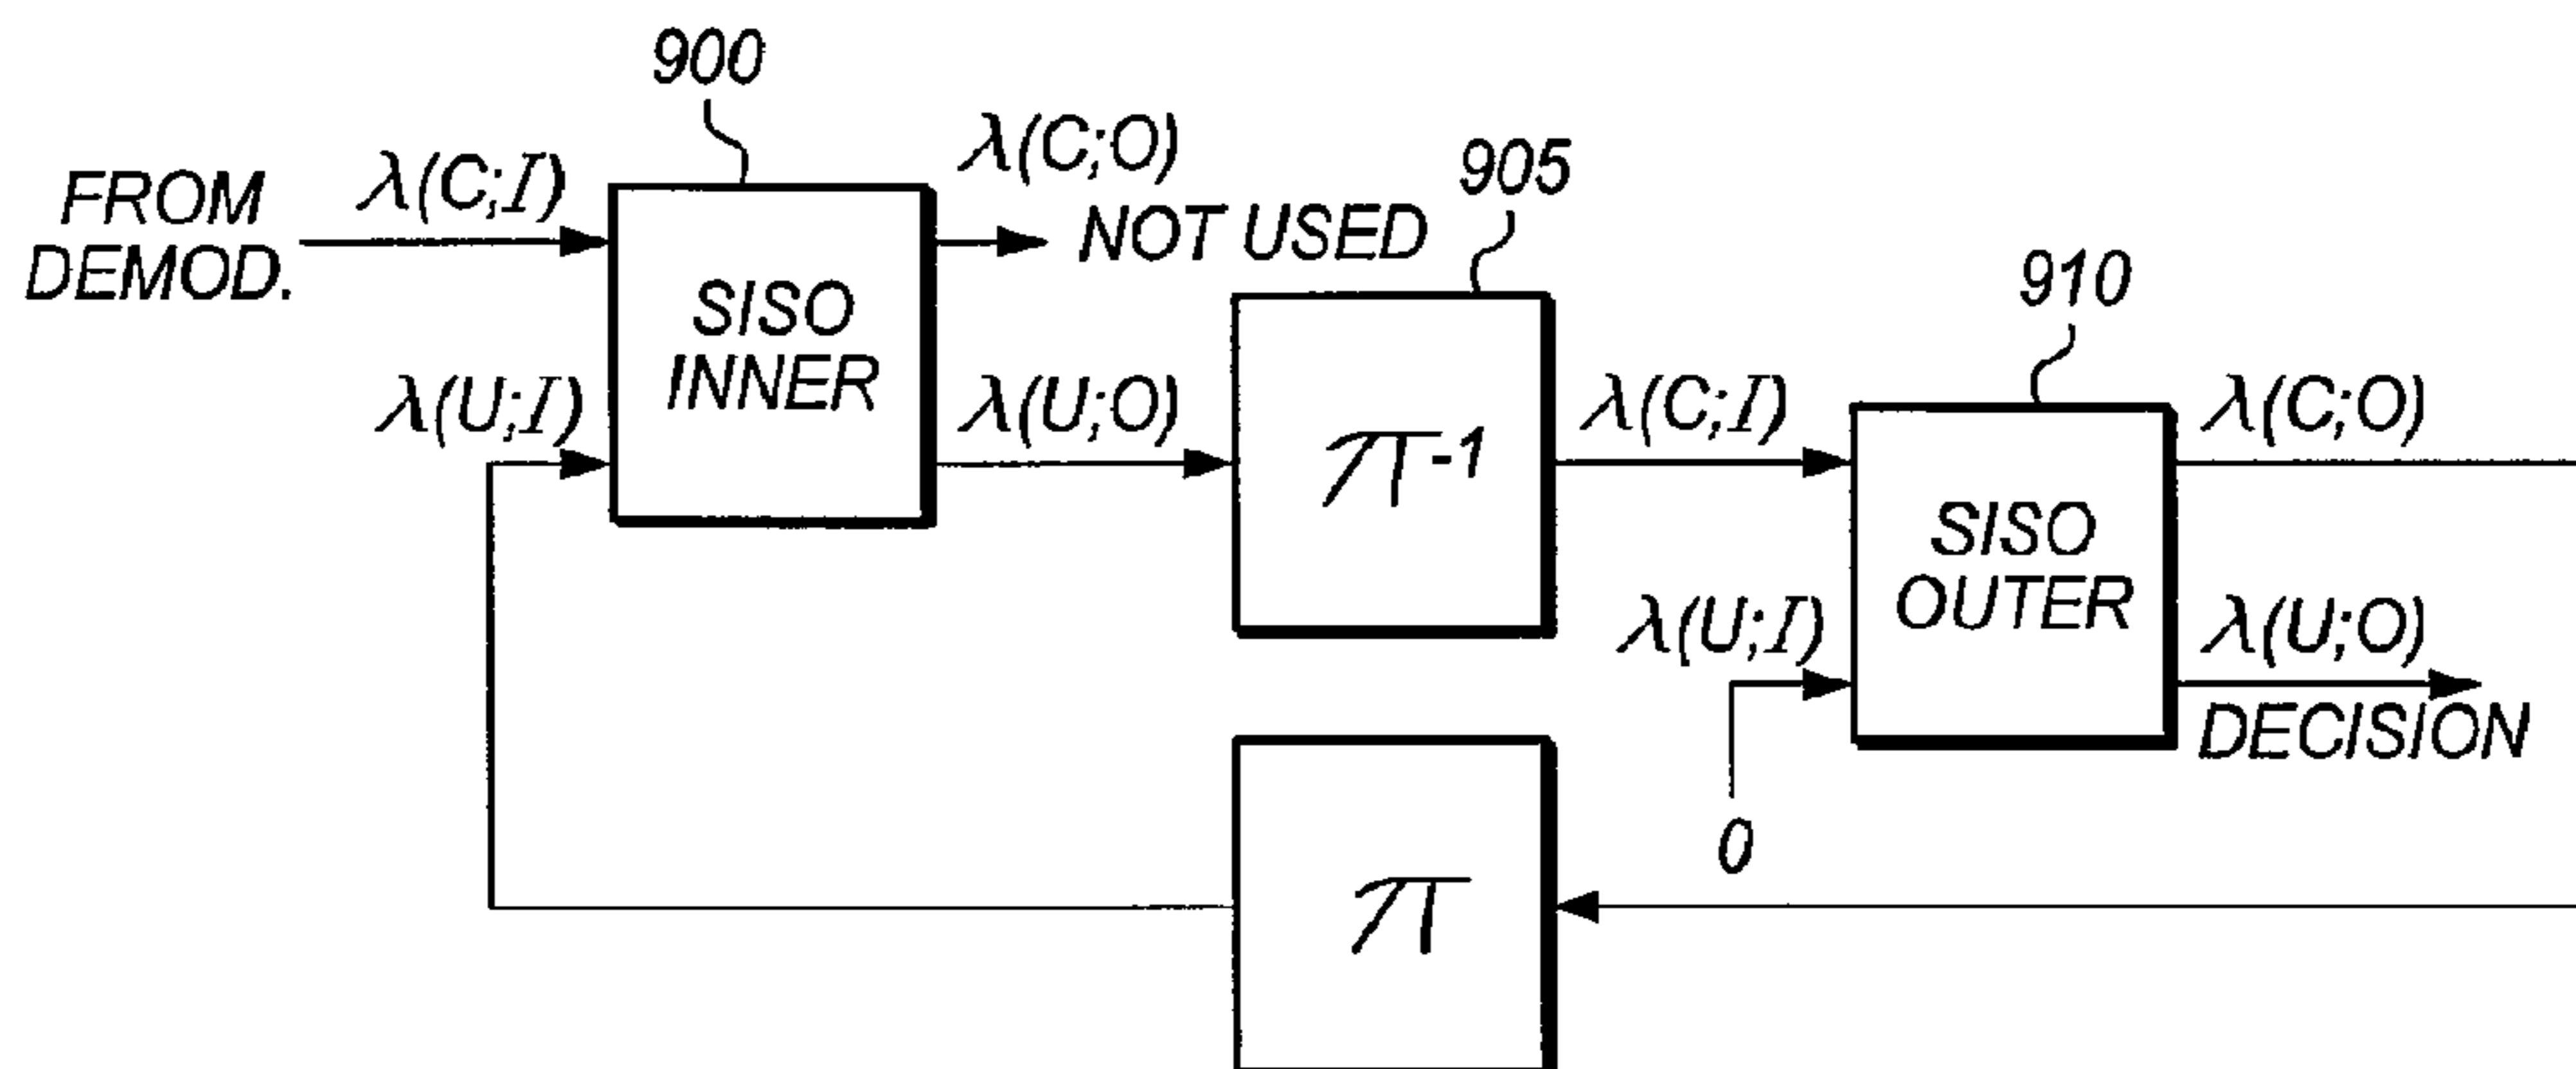 900
λ(C;I)
FROM
DEMOD.
λ(C;O)
NOT USED
905
SISO
INNER
910
λ(U;I)
λ(U;O)
π-1
λ(C;I)
λ(C;O)
SISO
OUTER
λ(U;I)
λ(U;O)
DECISION
0
π